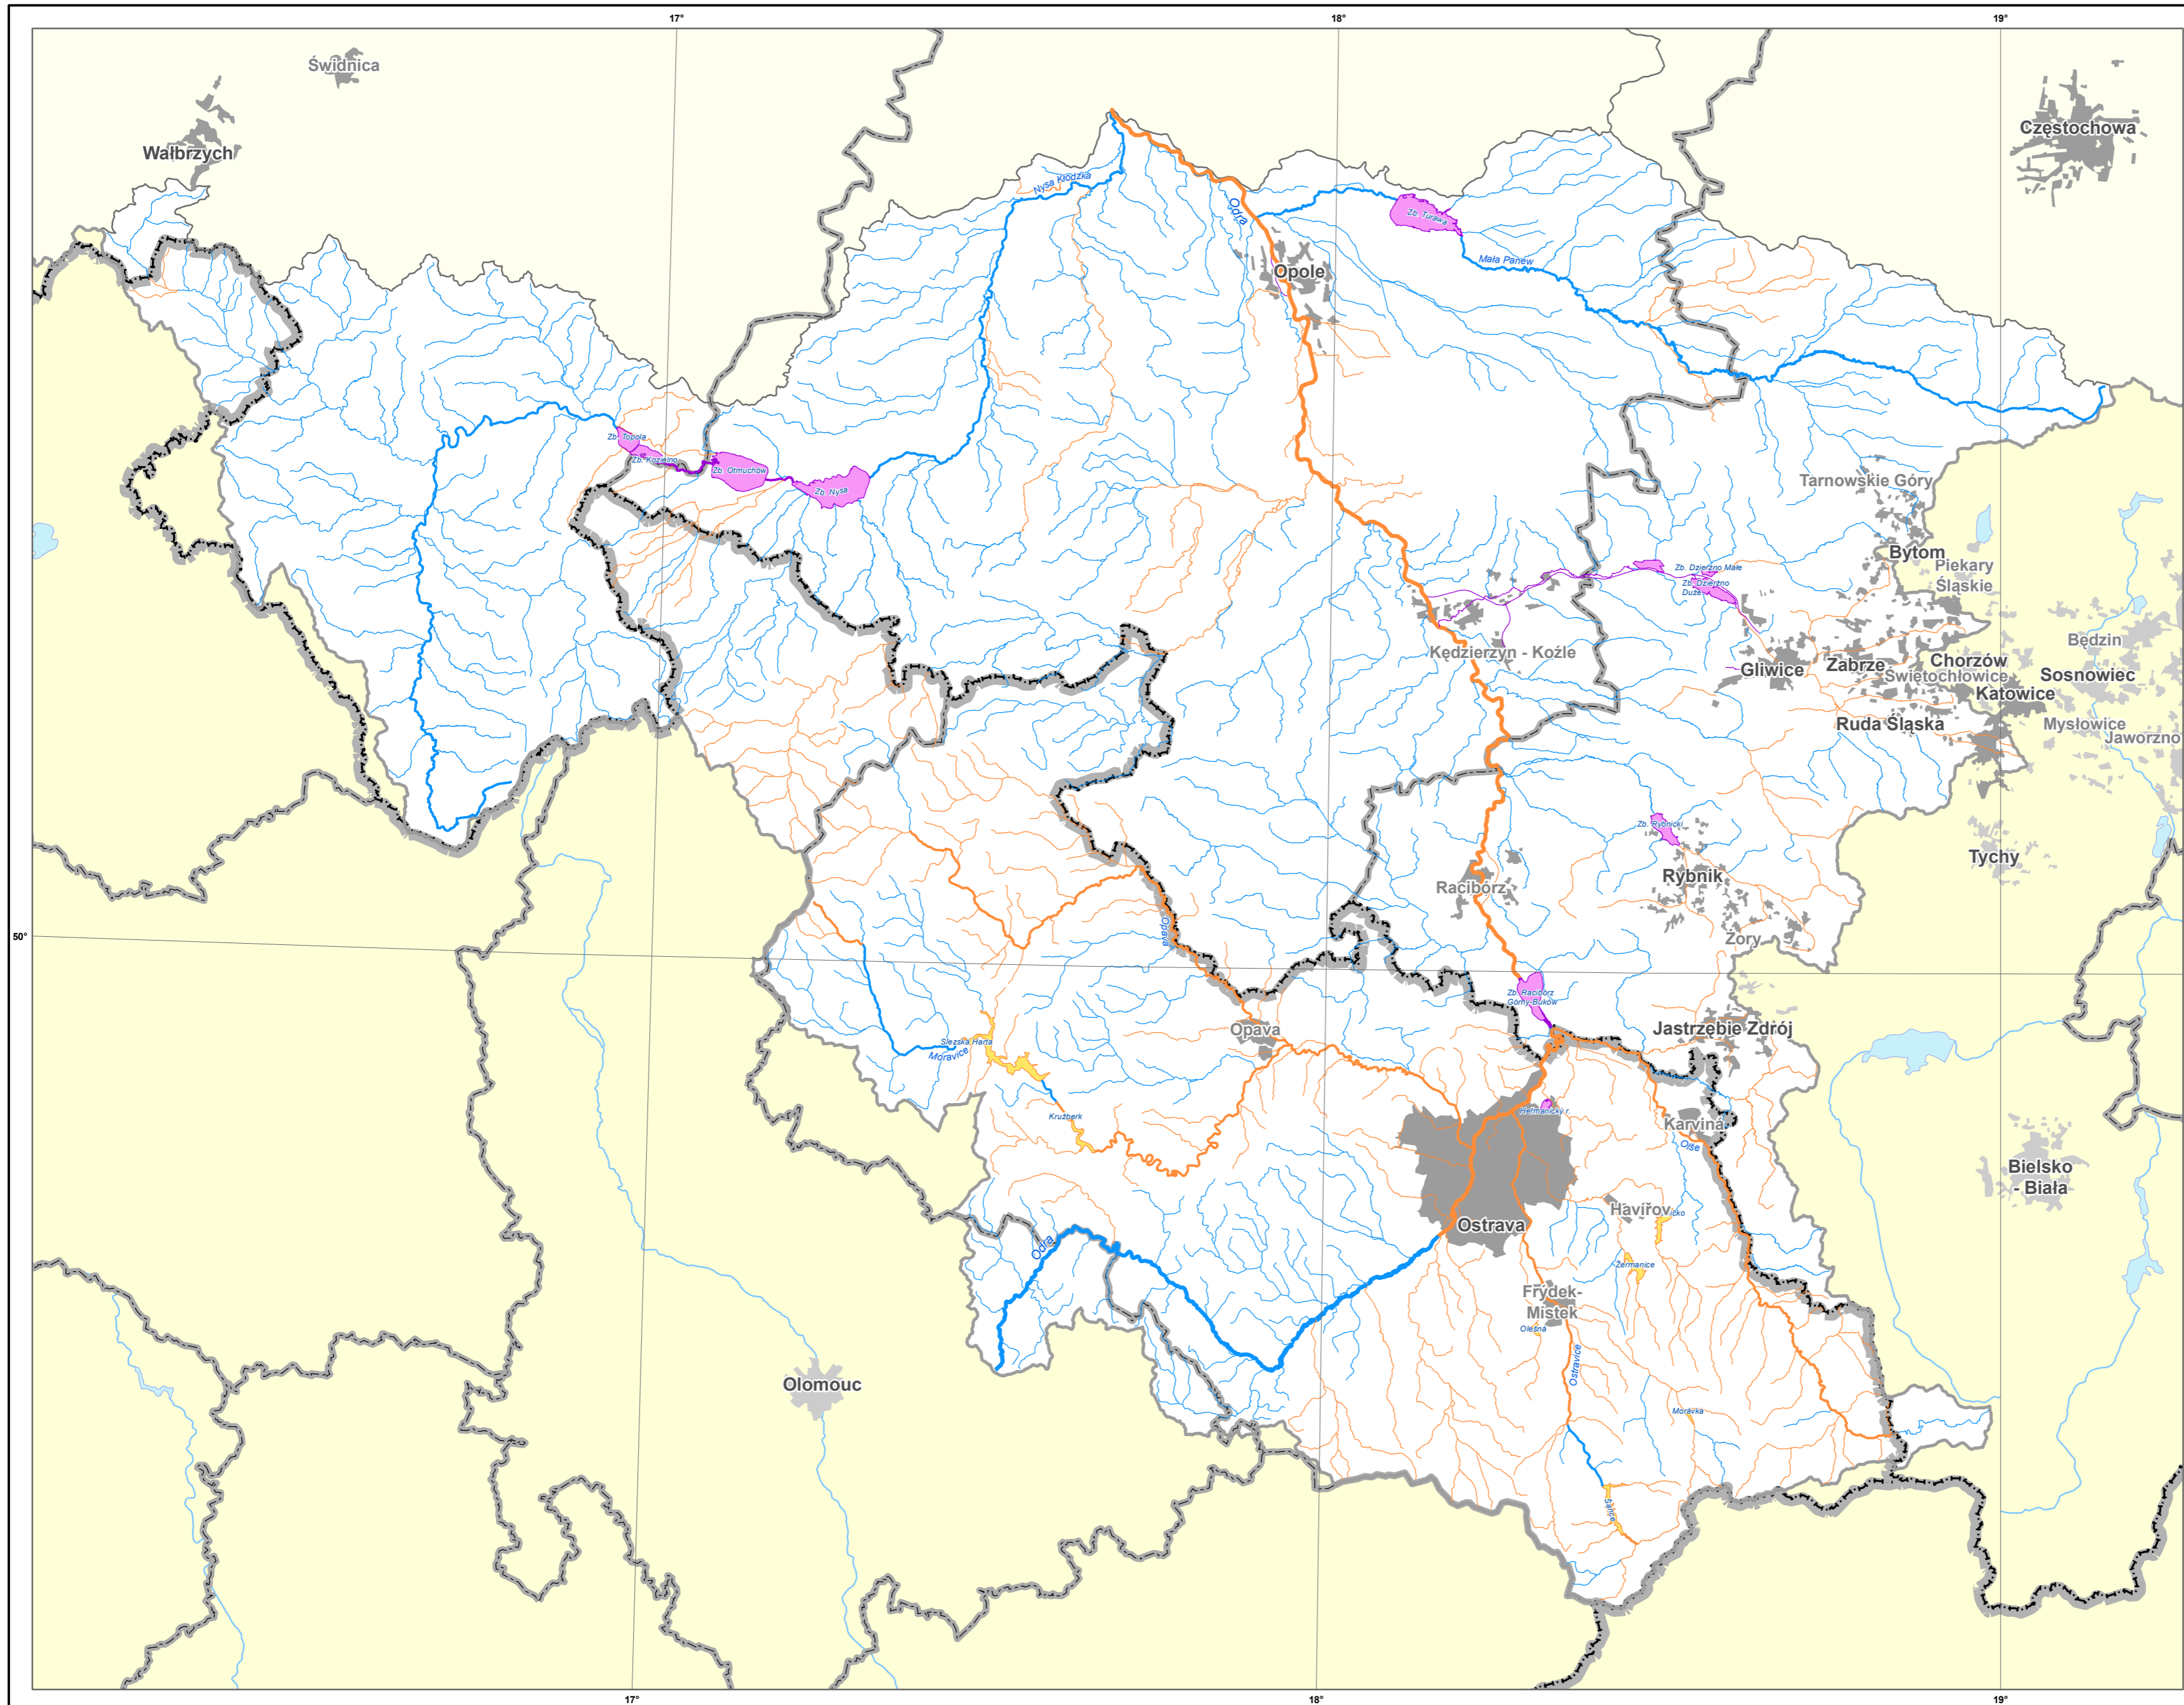 17°
18°
19°
Świdnica
Wałbrzych
Częstochowa
Nysa Kłodzka
Odra
Zb. Turawa
Mała Panew
Opole
Zb. Topola
Zb. Kozielno
Zb. Otmuchów
Zb. Nysa
Tarnowskie Góry
Bytom
Piekary
Śląskie
Zb. Dzierżno Małe
Zb. Dzierżno
Duże
Kędzierzyn - Koźle
Gliwice
Zabrze
Chorzów
Świętochłowice
Katowice
Będzin
Sosnowiec
Ruda Śląska
Mysłowice
Jaworzno
Zb. Rybnicki
Rybnik
Tychy
Racibórz
Żory
50°
Opava
Zb. Racibórz
Górny-Buków
Opava
Jastrzębie Zdrój
Slezská Harta
Moravice
Kružberk
Heřmanický r.
Karviná
Olše
Bielsko
- Biała
Ostrava
Havířov
Odra
Žermanice
Frýdek-
Místek
Olešná
Ostravice
Olomouc
Morávka
Šance
17°
18°
19°